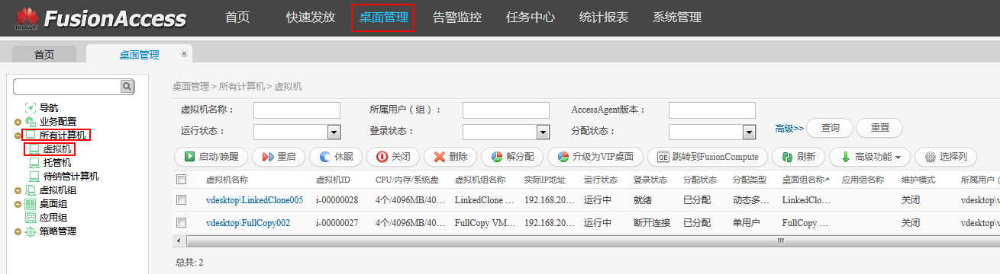 HUAWEI FusionAccess 首页 快速发放 桌面管理 告警监控 任务中心 统计报表 系统管理
首页 桌面管理
导航
业务配置
所有计算机
虚拟机
托管机
待纳管计算机
虚拟机组
桌面组
应用组
策略管理
桌面管理 > 所有计算机 > 虚拟机
虚拟机名称： 所属用户（组）： AccessAgent版本：
运行状态： 登录状态： 分配状态： 高级>> 查询 重置
启动/唤醒 重启 休眠 关闭 删除 解分配 升级为VIP桌面 GE 跳转到FusionCompute 刷新 高级功能 选择列
虚拟机名称 虚拟机ID CPU/内存/系统盘 虚拟机组名称 实际IP地址 运行状态 登录状态 分配状态 分配类型 桌面组名称 应用组名称 维护模式 所属用户（
vdesktop\LinkedClone005 i-00000028 4个/4096MB/40... LinkedClone ... 192.168.20... 运行中 就绪 已分配 动态多... LinkedClo... 关闭 vdesktop\v
vdesktop\FullCopy002 i-00000027 4个/4096MB/40... FullCopy VM... 192.168.20... 运行中 断开连接 已分配 单用户 FullCopy ... 关闭 vdesktop\v
总共: 2